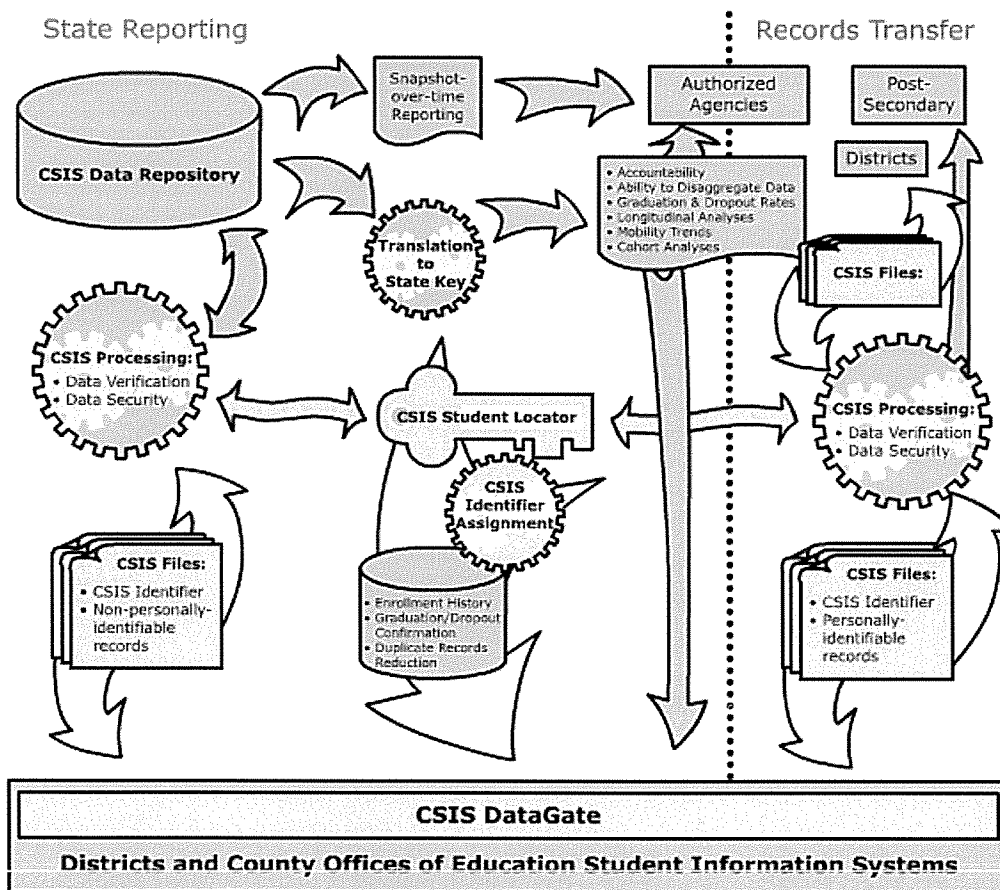 State Reporting
Records Transfer
Snapshot-
over-time
Reporting
Authorized
Agencies
Post-
Secondary
CSIS Data Repository
Districts
• Accountability
• Ability to Disaggregate Data
• Graduation & Dropout Rates
• Longitudinal Analyses
• Mobility Trends
• Cohort Analyses
Translation
to
State Key
CSIS Files:
CSIS Processing:
• Data Verification
• Data Security
CSIS Student Locator
CSIS Processing:
• Data Verification
• Data Security
CSIS
Identifier
Assignment
CSIS Files:
• CSIS Identifier
• Non-personally-
identifiable
records
• Enrollment History
• Graduation/Dropout
Confirmation
• Duplicate Records
Reduction
CSIS Files:
• CSIS Identifier
• Personally-
identifiable
records
CSIS DataGate
Districts and County Offices of Education Student Information Systems